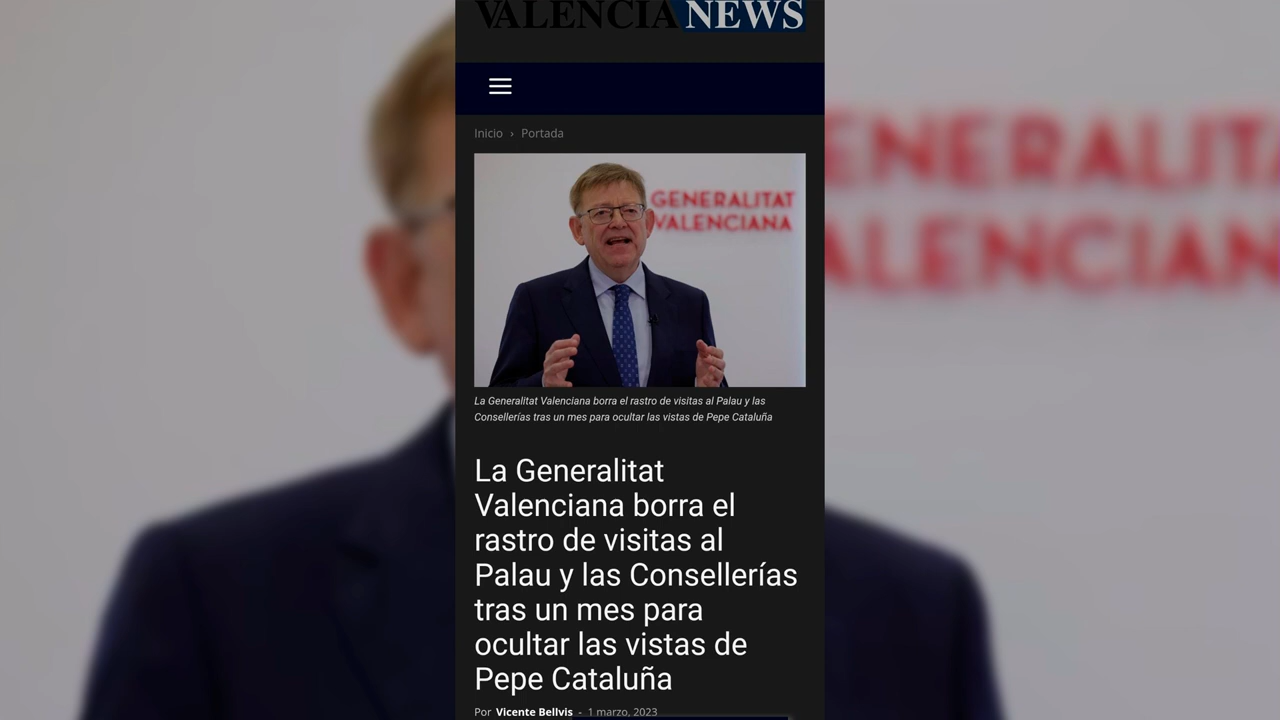 VALENCIA NEWS
Inicio › Portada
GENERALITAT
VALENCIANA
La Generalitat Valenciana borra el rastro de visitas al Palau y las
Consellerías tras un mes para ocultar las vistas de Pepe Cataluña
La Generalitat
Valenciana borra el
rastro de visitas al
Palau y las Consellerías
tras un mes para
ocultar las vistas de
Pepe Cataluña
Por Vicente Bellvis - 1 marzo, 2023
ENERALITA
ALENCIAN